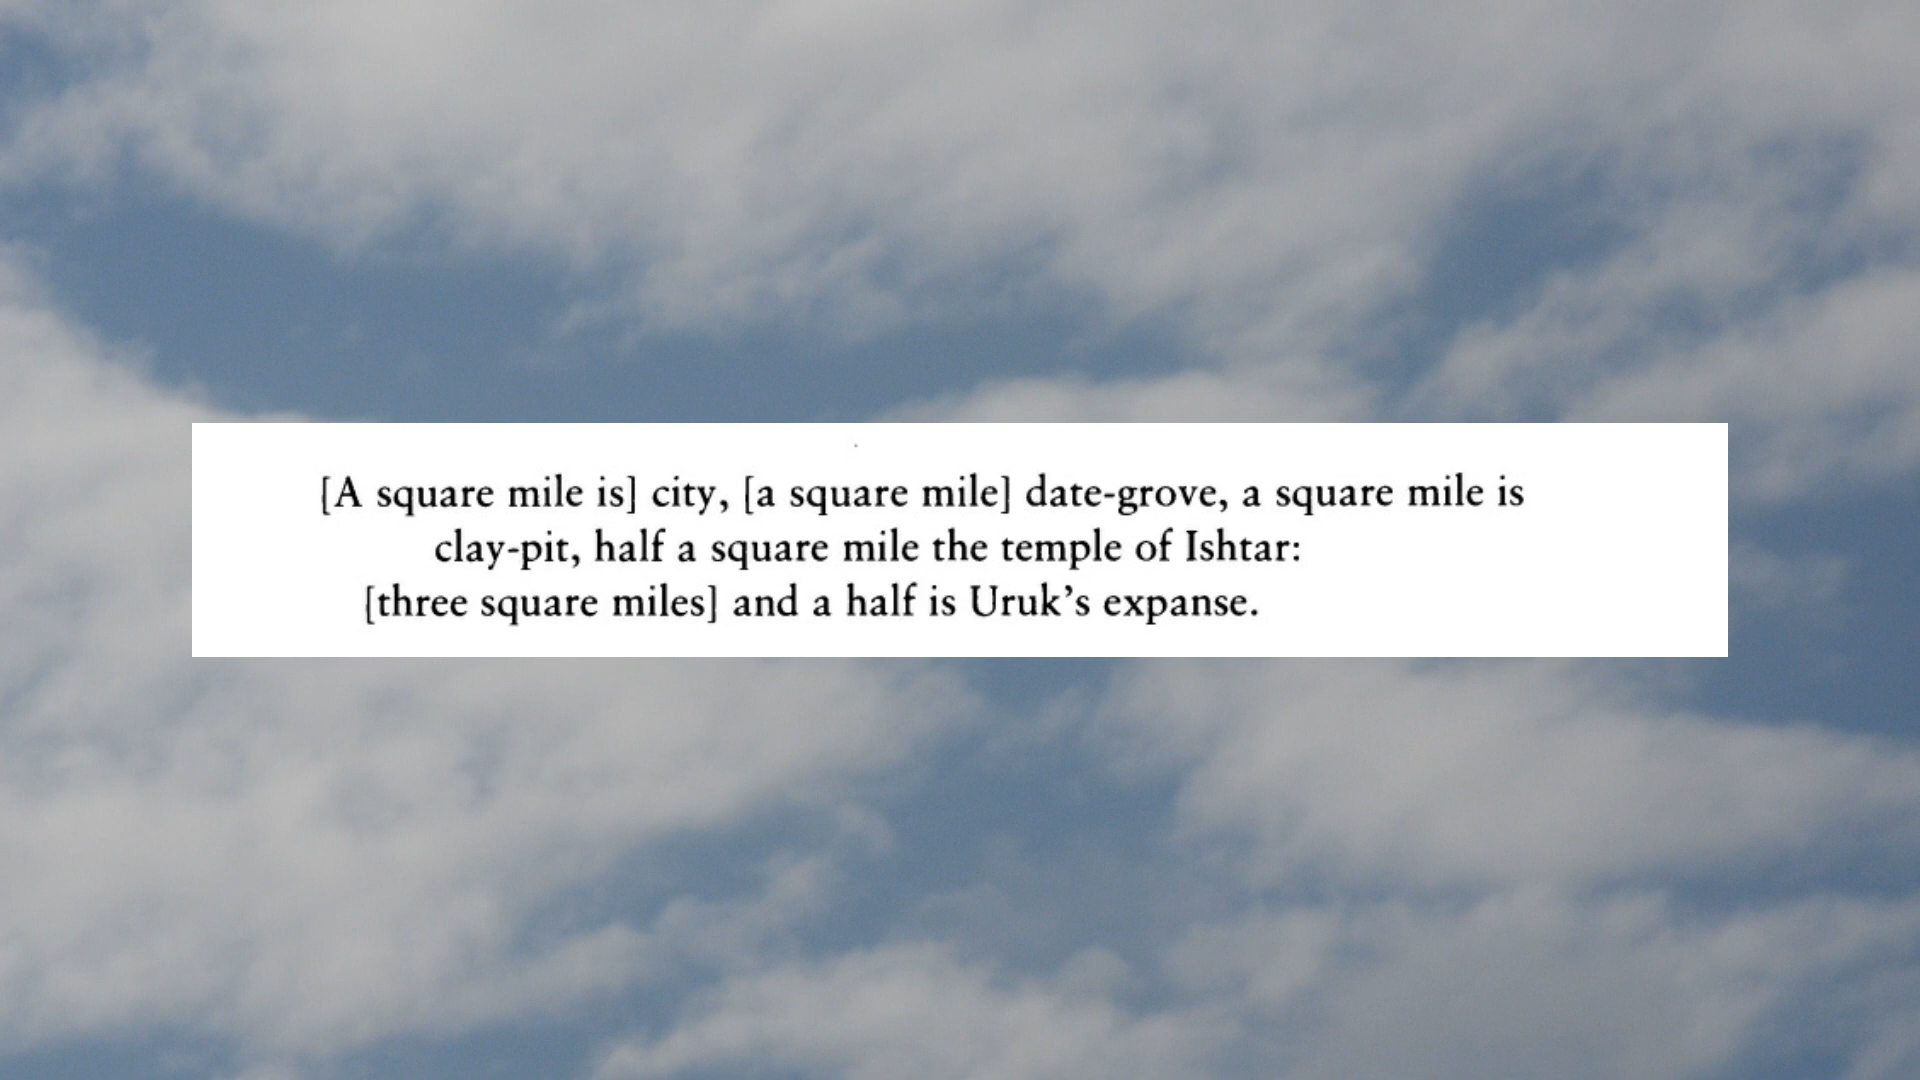 [A square mile is] city, [a square mile] date-grove, a square mile is
clay-pit, half a square mile the temple of Ishtar:
[three square miles] and a half is Uruk’s expanse.